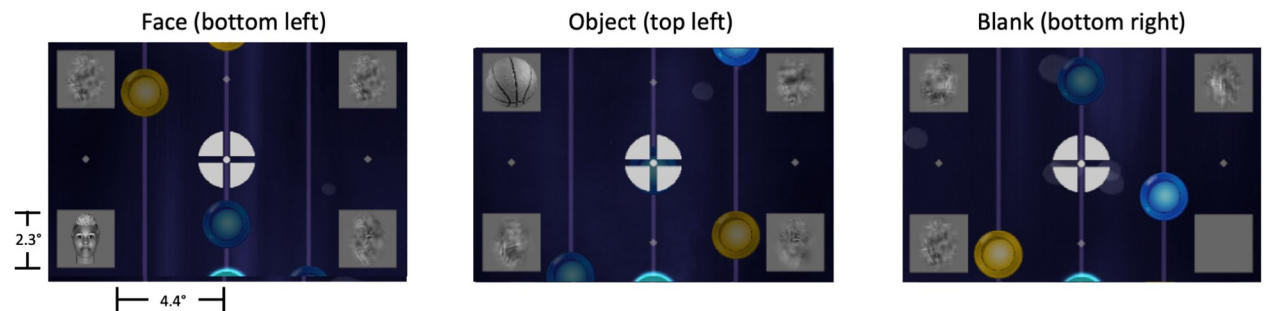 Face (bottom left)
Object (top left)
Blank (bottom right)
2.3°
4.4°